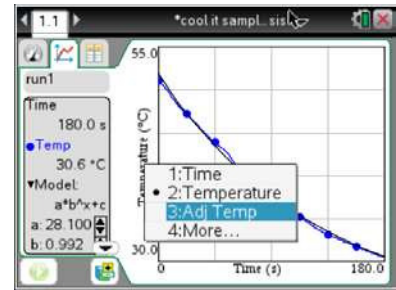 1.1
*cool it sampl...sis
55.0
run1
Time
180.0 s
Temp
30.6 °C
▾Model:
a*b^x+c
a: 28.100
b: 0.992
(°C)
1:Time
• 2:Temperature
3:Adj Temp
4:More...
30.0
0
Time (s)
180.0